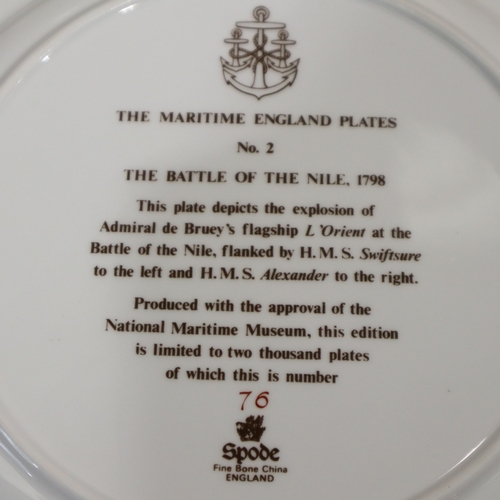 THE MARITIME ENGLAND PLATES
No. 2
THE BATTLE OF THE NILE, 1798
This plate depicts the explosion of
Admiral de Bruey's flagship L'Orient at the
Battle of the Nile, flanked by H.M.S. Swiftsure
to the left and H.M.S. Alexander to the right.
Produced with the approval of the
National Maritime Museum, this edition
is limited to two thousand plates
of which this is number
76
Spode
Fine Bone China
ENGLAND